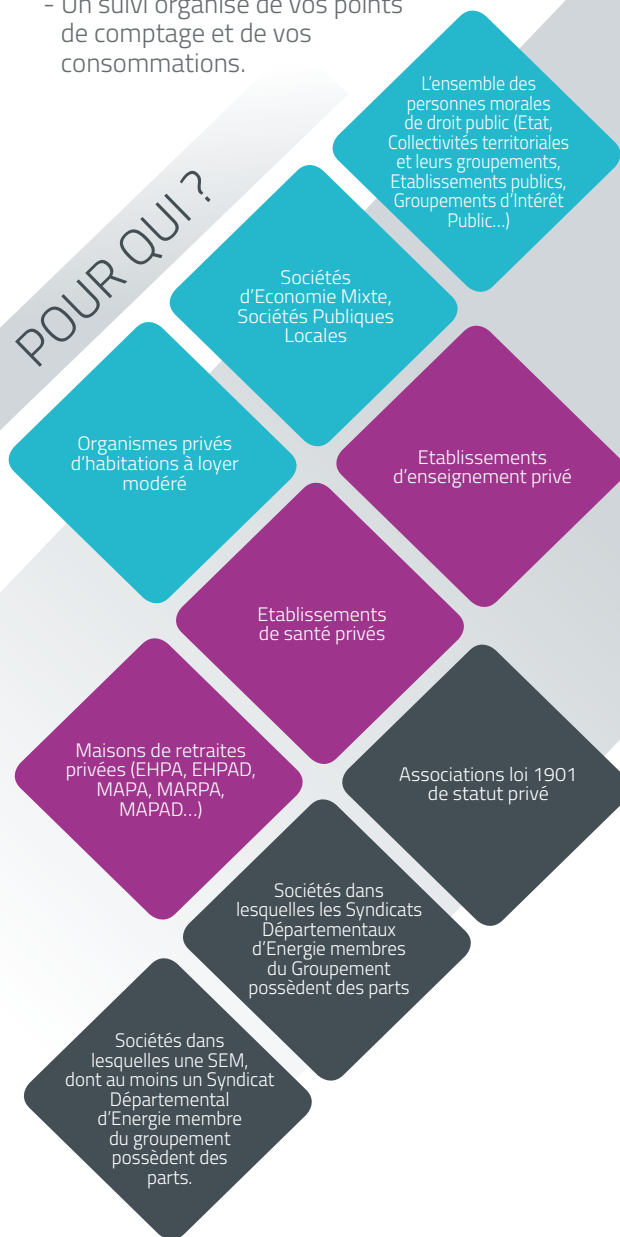 - Un suivi organisé de vos points
de comptage et de vos
consommations.
POUR QUI ?
L'ensemble des
personnes morales
de droit public (Etat,
Collectivités territoriales
et leurs groupements,
Etablissements publics,
Groupements d'Intérêt
Public...)
Sociétés
d'Economie Mixte,
Sociétés Publiques
Locales
Organismes privés
d'habitations à loyer
modéré
Etablissements
d'enseignement privé
Etablissements
de santé privés
Maisons de retraites
privées (EHPA, EHPAD,
MAPA, MARPA,
MAPAD...)
Associations loi 1901
de statut privé
Sociétés dans
lesquelles les Syndicats
Départementaux
d'Energie membres
du Groupement
possèdent des parts
Sociétés dans
lesquelles une SEM,
dont au moins un Syndicat
Départemental
d'Energie membre
du groupement
possèdent des
parts.